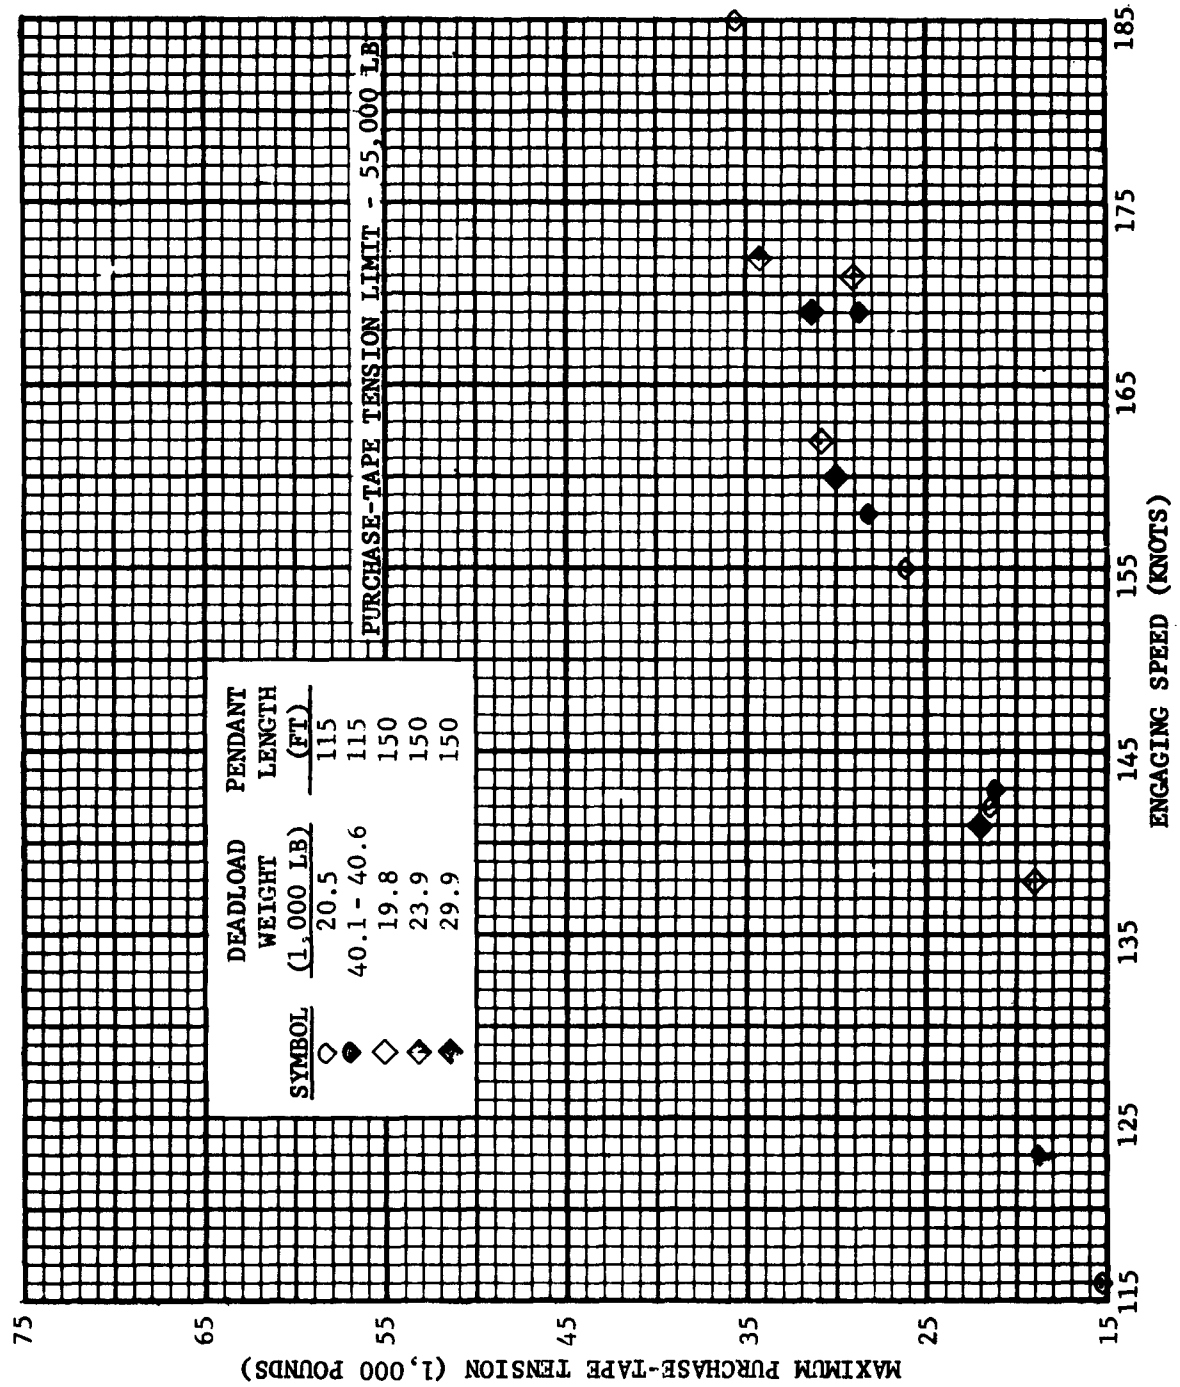 PURCHASE-TAPE TENSION LIMIT - 55,000 LB
SYMBOL
DEADLOAD
WEIGHT
(1,000 LB)
PENDANT
LENGTH
(FT)
20.5 115
40.1 - 40.6 115
19.8 150
23.9 150
29.9 150
MAXIMUM PURCHASE-TAPE TENSION (1,000 POUNDS)
75
65
55
45
35
25
15
115
125
135
145
155
165
175
185
ENGAGING SPEED (KNOTS)